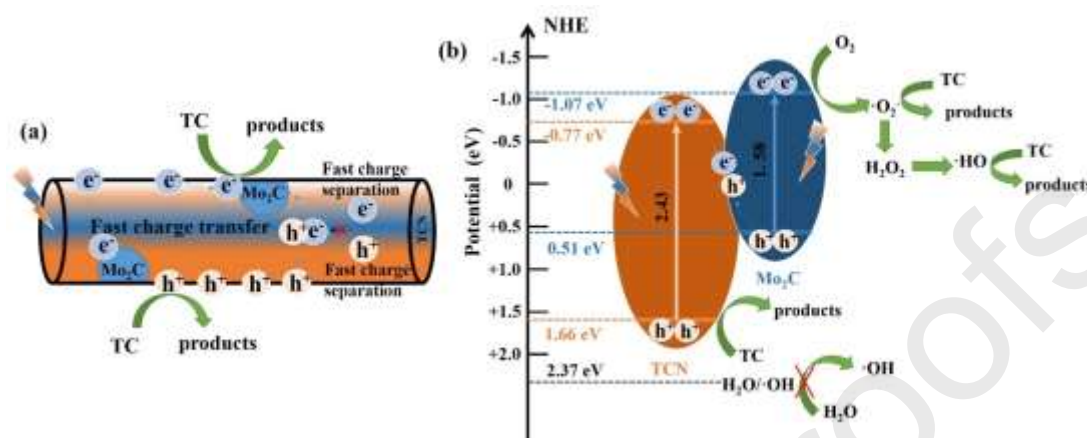 (a)
TC
products
e⁻
e⁻
e⁻
Mo₂C
Fast charge
separation
e⁻
Fast charge transfer
h⁺
e⁻
h⁺
e⁻
Mo₂C
h⁺
h⁺
h⁺
h⁺
Fast charge
separation
TC
products
(b)
NHE
Potential (eV)
-1.5
-1.0
-0.5
0
+0.5
+1.0
+1.5
+2.0
-1.07 eV
-0.77 eV
0.51 eV
1.66 eV
2.37 eV
e⁻
e⁻
2.43
h⁺
h⁺
TCN
e⁻
h⁺
e⁻
e⁻
1.58
h⁺
h⁺
Mo₂C
O₂
·O₂⁻
TC
products
H₂O₂
·HO
TC
products
products
TC
H₂O/·OH
·OH
H₂O